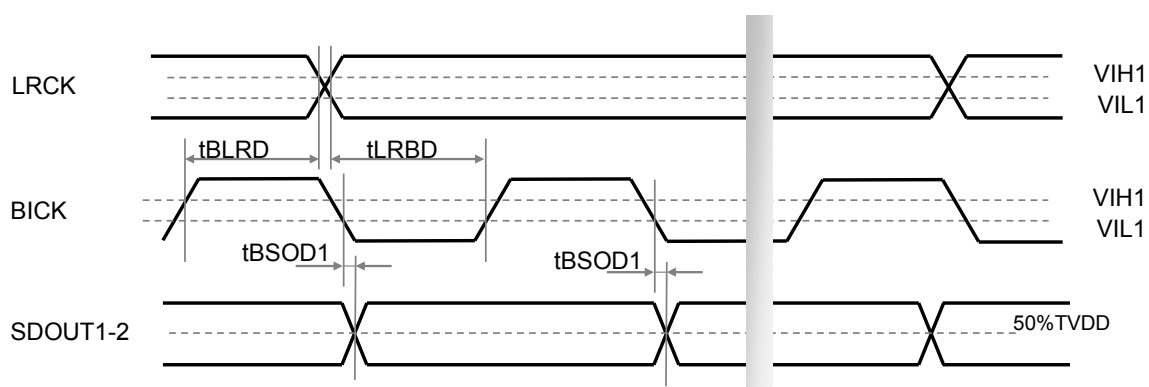 LRCK
VIH1
VIL1
tBLRD
tLRBD
BICK
VIH1
VIL1
tBSOD1
tBSOD1
SDOUT1-2
50%TVDD